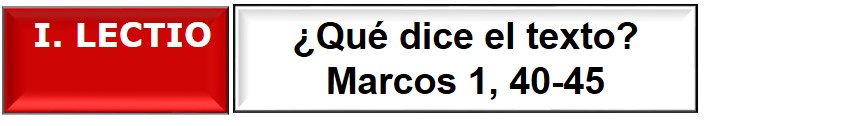 I. LECTIO
¿Qué dice el texto?
Marcos 1, 40-45